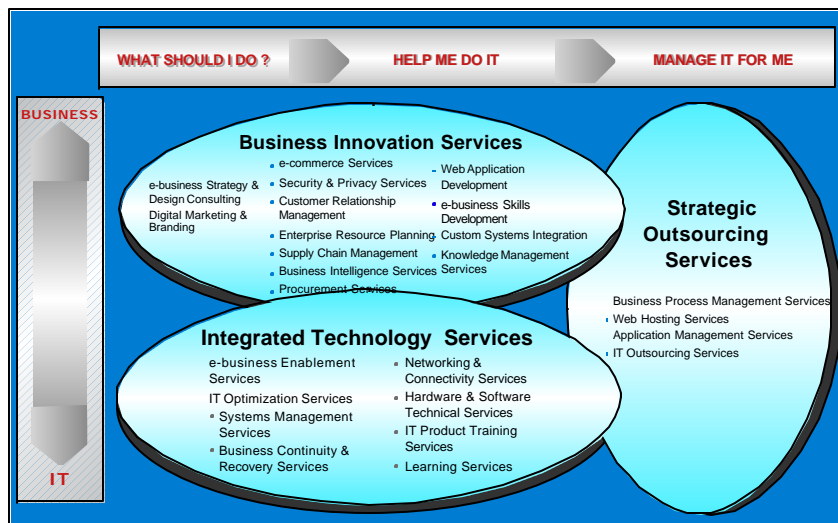 WHAT SHOULD I DO ?
HELP ME DO IT
MANAGE IT FOR ME
BUSINESS
IT
Business Innovation Services
e-business Strategy &
Design Consulting
Digital Marketing &
Branding
e-commerce Services
Security & Privacy Services
Customer Relationship
Management
Enterprise Resource Planning
Supply Chain Management
Business Intelligence Services
Procurement Services
Web Application
Development
e-business Skills
Development
Custom Systems Integration
Knowledge Management
Services
Integrated Technology Services
e-business Enablement
Services
IT Optimization Services
Systems Management
Services
Business Continuity &
Recovery Services
Networking &
Connectivity Services
Hardware & Software
Technical Services
IT Product Training
Services
Learning Services
Strategic
Outsourcing
Services
Business Process Management Services
Web Hosting Services
Application Management Services
IT Outsourcing Services